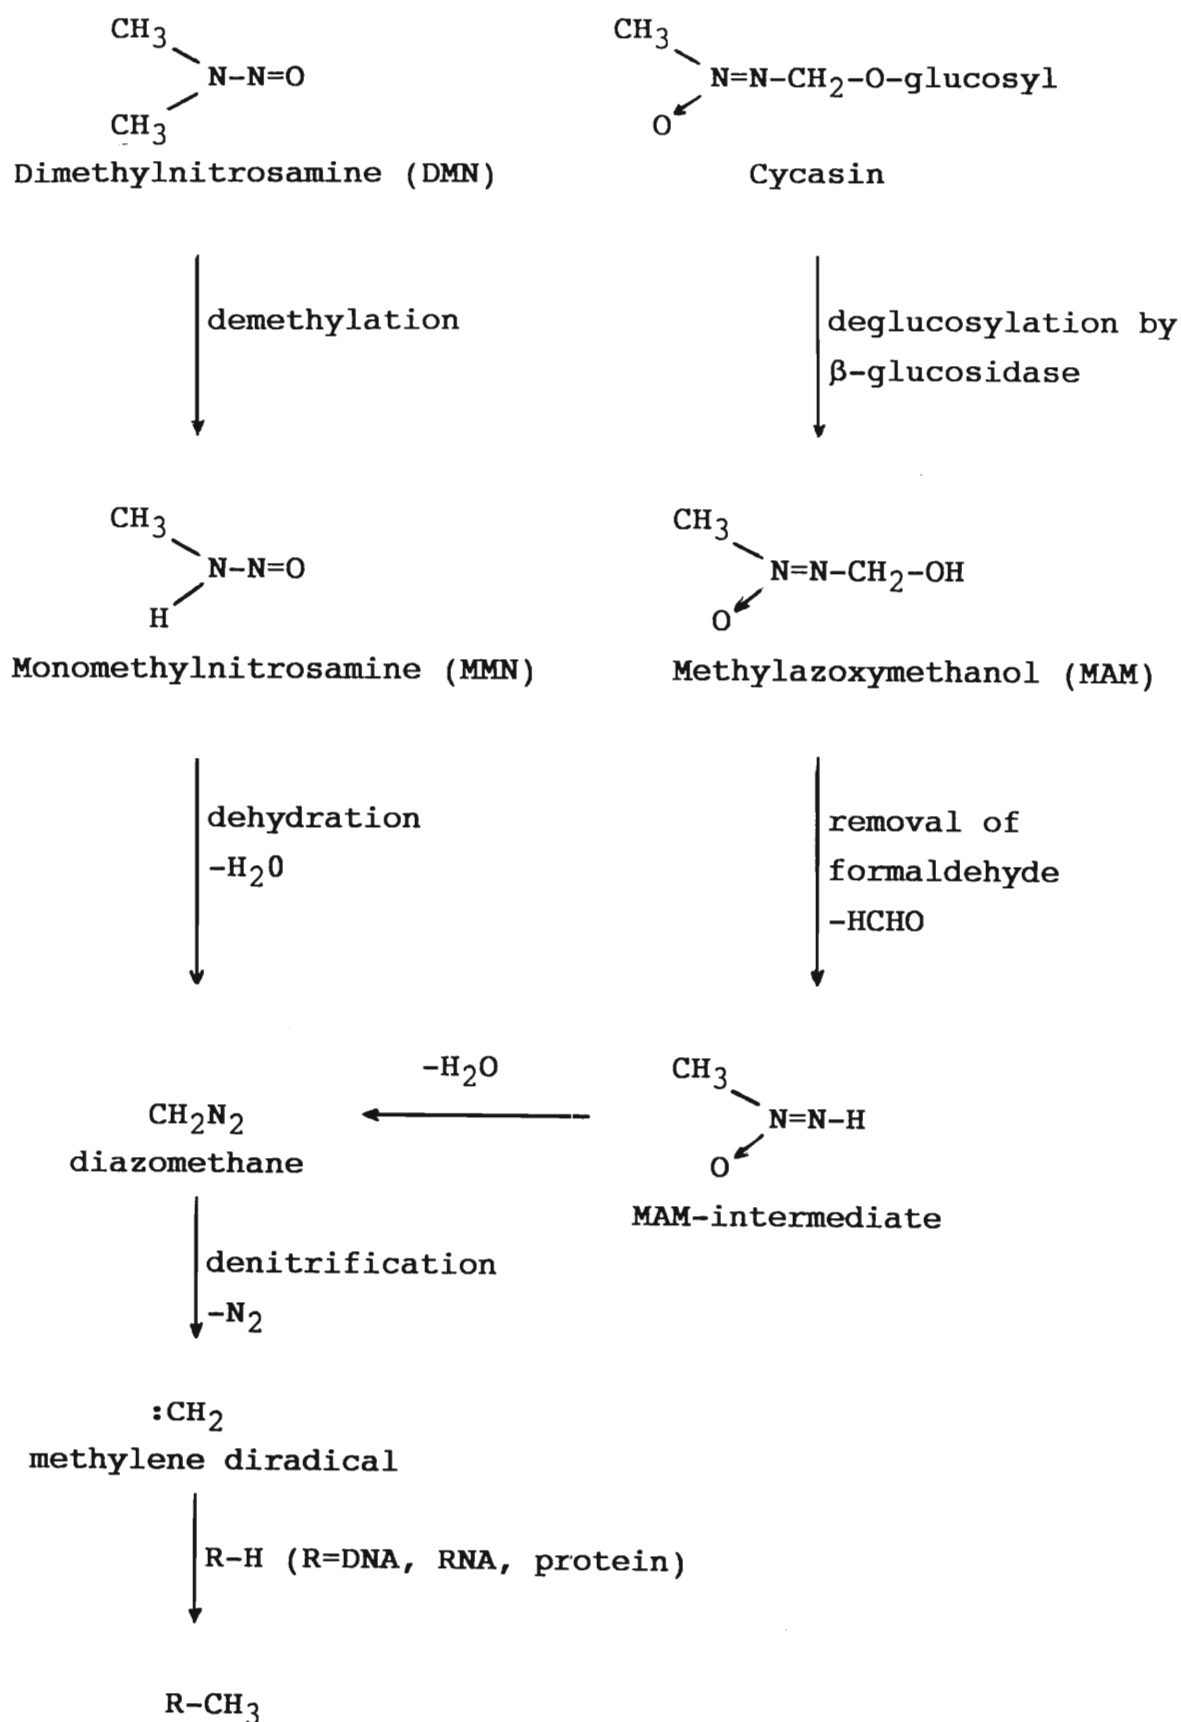 CH3
N-N=O
CH3
Dimethylnitrosamine (DMN)
CH3
N=N-CH2-O-glucosyl
O
Cycasin
demethylation
deglucosylation by
β-glucosidase
CH3
N-N=O
H
Monomethylnitrosamine (MMN)
CH3
N=N-CH2-OH
O
Methylazoxymethanol (MAM)
dehydration
-H2O
removal of
formaldehyde
-HCHO
-H2O
CH2N2
diazomethane
CH3
N=N-H
O
MAM-intermediate
denitrification
-N2
:CH2
methylene diradical
R-H (R=DNA, RNA, protein)
R-CH3